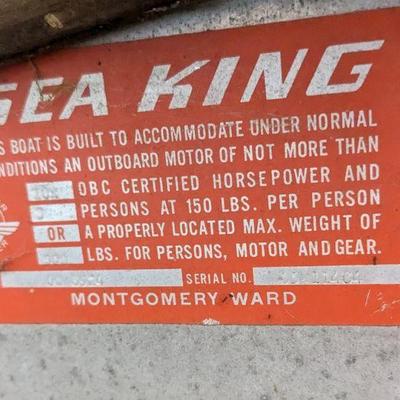 SEA KING
S BOAT IS BUILT TO ACCOMMODATE UNDER NORMAL
ONDITIONS AN OUTBOARD MOTOR OF NOT MORE THAN
OBC CERTIFIED HORSEPOWER AND
PERSONS AT 150 LBS. PER PERSON
OR A PROPERLY LOCATED MAX. WEIGHT OF
LBS. FOR PERSONS, MOTOR AND GEAR.
SERIAL NO.
MONTGOMERY WARD